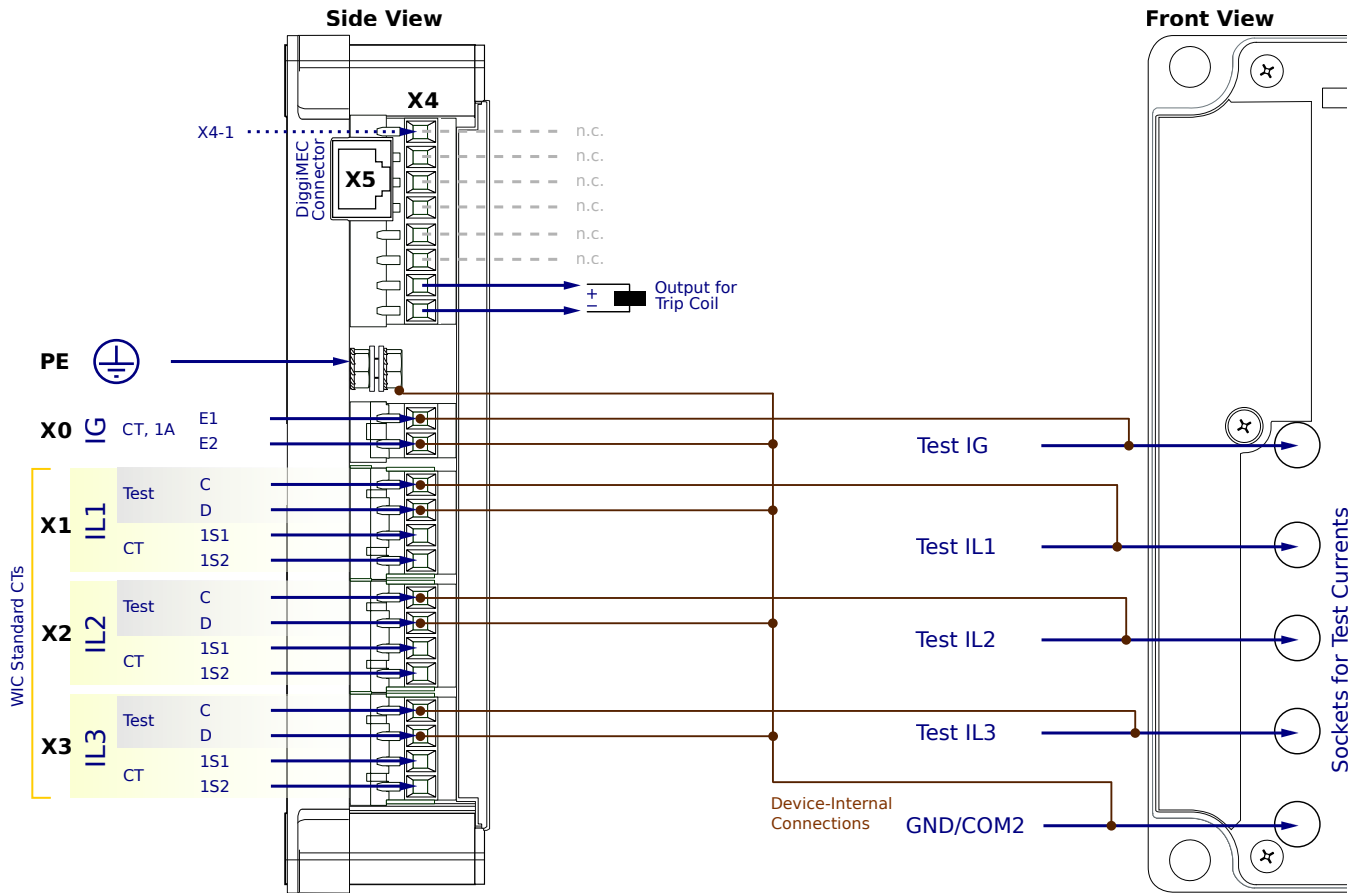 Side View
Front View
X4
X4-1
n.c.
n.c.
n.c.
n.c.
n.c.
n.c.
DiggiMEC
Connector
X5
+
−
Output for
Trip Coil
PE
X0
IG
CT, 1A
E1
E2
Test IG
WIC Standard CTs
X1
IL1
Test
C
D
CT
1S1
1S2
Test IL1
X2
IL2
Test
C
D
CT
1S1
1S2
Test IL2
X3
IL3
Test
C
D
CT
1S1
1S2
Test IL3
Sockets for Test Currents
Device-Internal
Connections
GND/COM2